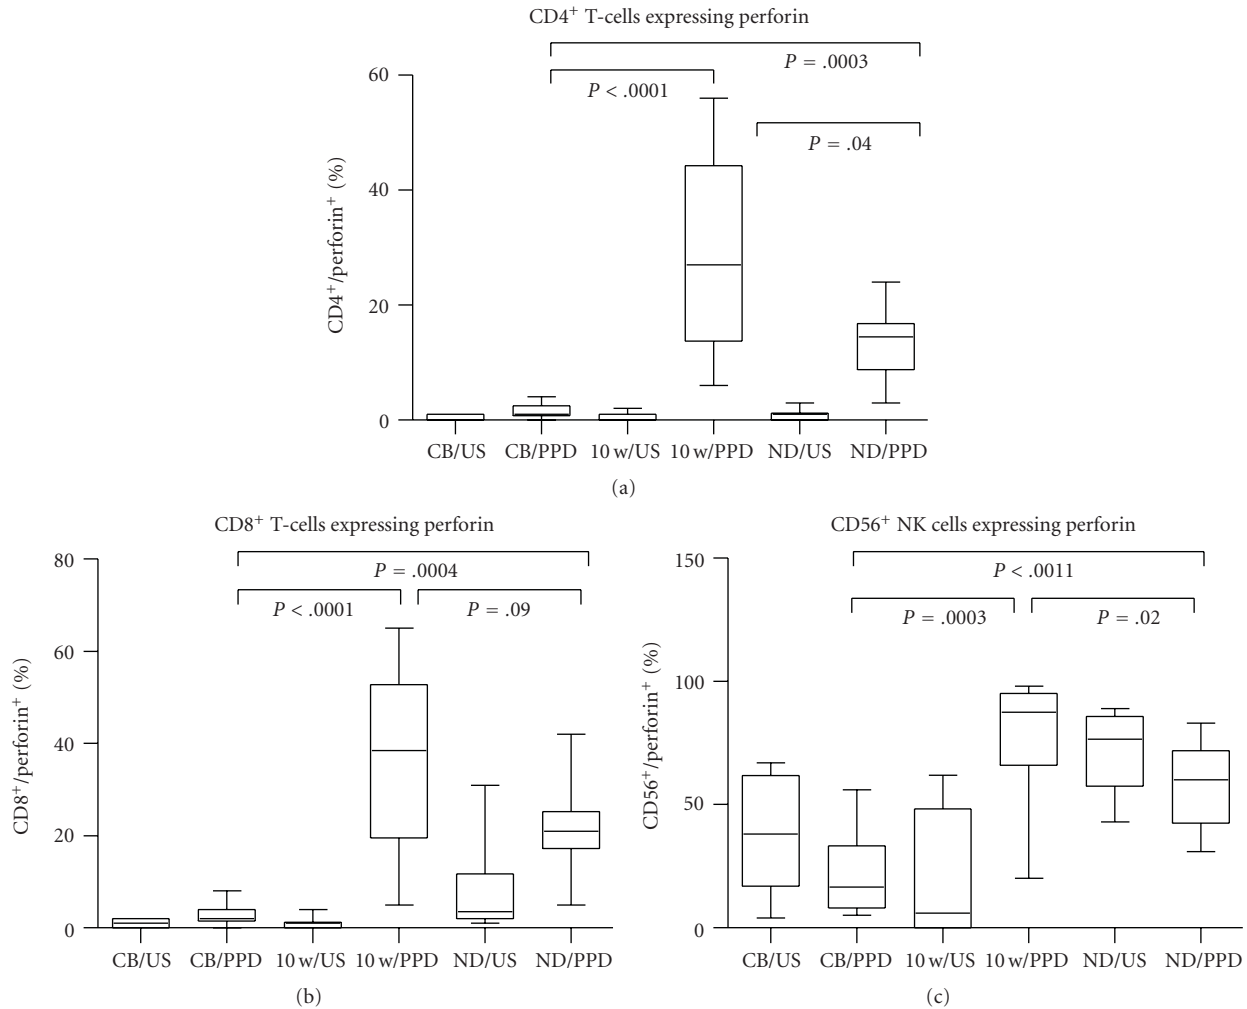 CD4⁺ T-cells expressing perforin
P = .0003
P < .0001
P = .04
60
40
20
0
CD4⁺/perforin⁺ (%)
CB/US CB/PPD 10 w/US 10 w/PPD ND/US ND/PPD
(a)
CD8⁺ T-cells expressing perforin
P = .0004
P < .0001 P = .09
80
60
40
20
0
CD8⁺/perforin⁺ (%)
CB/US CB/PPD 10 w/US 10 w/PPD ND/US ND/PPD
(b)
CD56⁺ NK cells expressing perforin
P < .0011
P = .0003 P = .02
150
100
50
0
CD56⁺/perforin⁺ (%)
CB/US CB/PPD 10 w/US 10 w/PPD ND/US ND/PPD
(c)